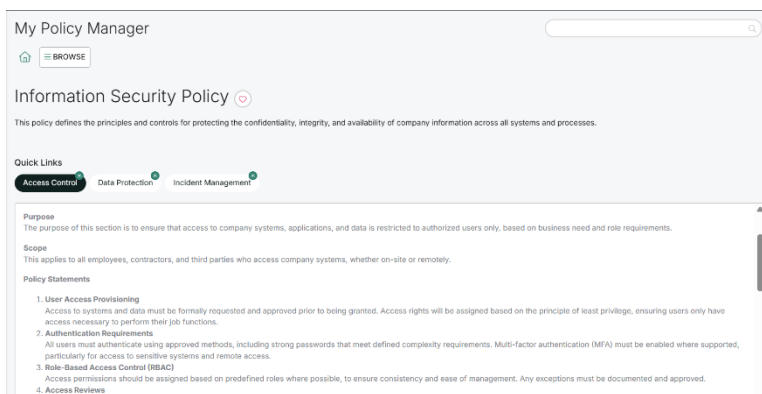 My Policy Manager
BROWSE
Information Security Policy
This policy defines the principles and controls for protecting the confidentiality, integrity, and availability of company information across all systems and processes.
Quick Links
Access Control
Data Protection
Incident Management
Purpose
The purpose of this section is to ensure that access to company systems, applications, and data is restricted to authorized users only, based on business need and role requirements.
Scope
This applies to all employees, contractors, and third parties who access company systems, whether on-site or remotely.
Policy Statements
1. User Access Provisioning
Access to systems and data must be formally requested and approved prior to being granted. Access rights will be assigned based on the principle of least privilege, ensuring users only have
access necessary to perform their job functions.
2. Authentication Requirements
All users must authenticate using approved methods, including strong passwords that meet defined complexity requirements. Multi-factor authentication (MFA) must be enabled where supported,
particularly for access to sensitive systems and remote access.
3. Role-Based Access Control (RBAC)
Access permissions should be assigned based on predefined roles where possible, to ensure consistency and ease of management. Any exceptions must be documented and approved.
4. Access Reviews